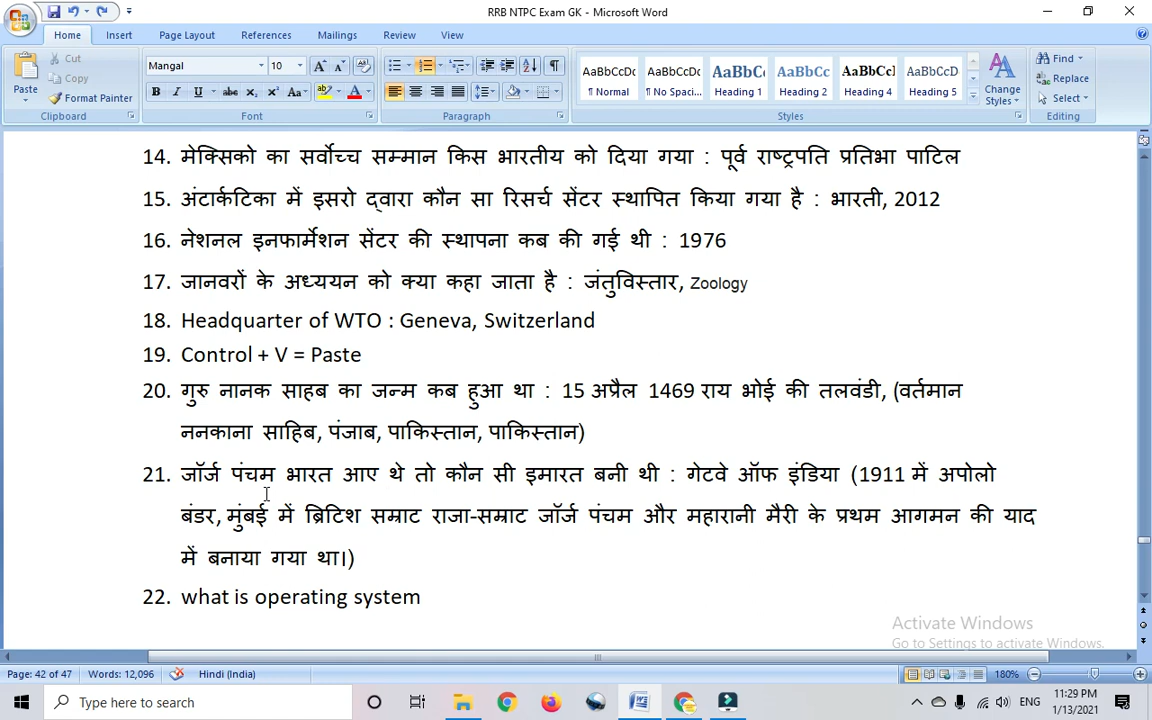 RRB NTPC Exam GK - Microsoft Word
Home Insert Page Layout References Mailings Review View
Paste Cut Copy Format Painter Clipboard
Mangal 10 Font
Paragraph
AaBbCcDc AaBbCcDc AaBbC AaBbCc AaBbCcI AaBbCcD
¶ Normal ¶ No Spaci... Heading 1 Heading 2 Heading 4 Heading 5 Change Styles Styles
Find Replace Select Editing
14. मेक्सिको का सर्वोच्च सम्मान किस भारतीय को दिया गया : पूर्व राष्ट्रपति प्रतिभा पाटिल
15. अंटार्कटिका में इसरो द्वारा कौन सा रिसर्च सेंटर स्थापित किया गया है : भारती, 2012
16. नेशनल इनफार्मेशन सेंटर की स्थापना कब की गई थी : 1976
17. जानवरों के अध्ययन को क्या कहा जाता है : जंतुविस्तार, Zoology
18. Headquarter of WTO : Geneva, Switzerland
19. Control + V = Paste
20. गुरु नानक साहब का जन्म कब हुआ था : 15 अप्रैल 1469 राय भोई की तलवंडी, (वर्तमान
ननकाना साहिब, पंजाब, पाकिस्तान, पाकिस्तान)
21. जॉर्ज पंचम भारत आए थे तो कौन सी इमारत बनी थी : गेटवे ऑफ इंडिया (1911 में अपोलो
बंडर, मुंबई में ब्रिटिश सम्राट राजा-सम्राट जॉर्ज पंचम और महारानी मैरी के प्रथम आगमन की याद
में बनाया गया था।)
22. what is operating system
Activate Windows
Go to Settings to activate Windows.
Page: 42 of 47 Words: 12,096 Hindi (India) 180%
Type here to search ENG 11:29 PM
1/13/2021